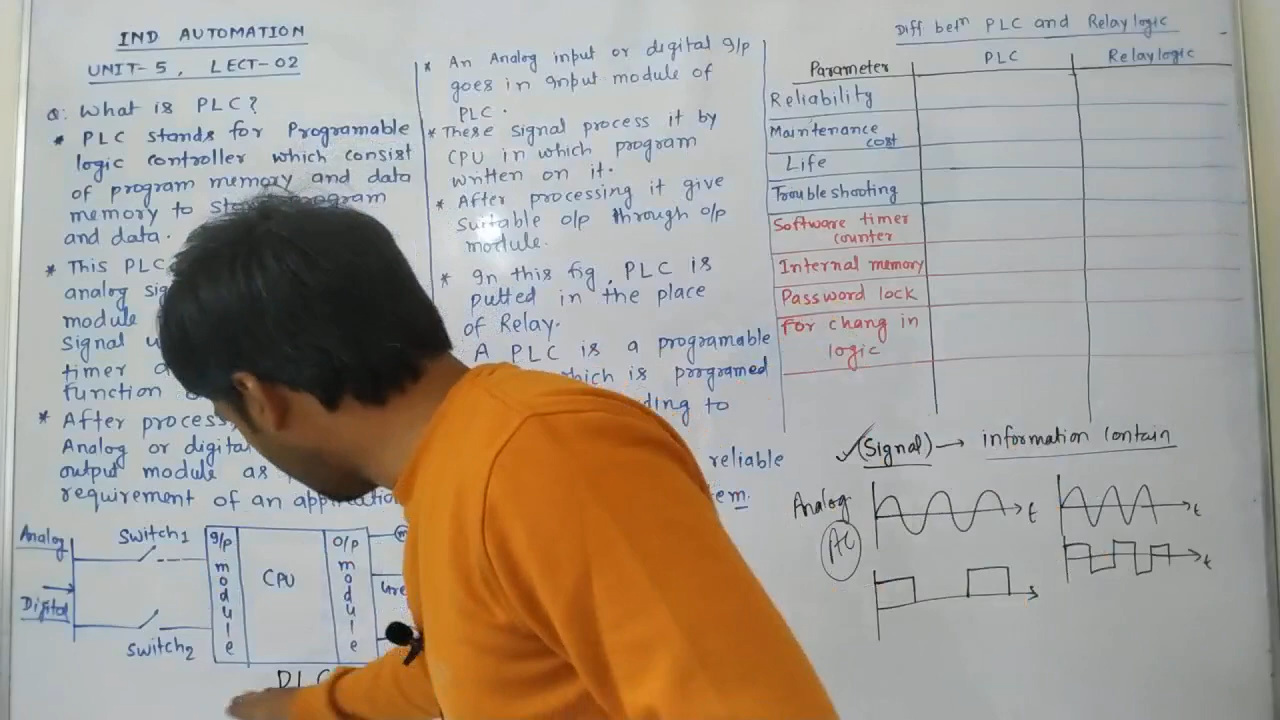 IND AUTOMATION
UNIT-5, LECT-02
Q: What is PLC?
* PLC stands for Programable
logic controller which consist
of program memory and data
memory to store program
and data.
* This PLC
analog sig
module
Signal u
timer a
function
* After process,
Analog or digital
output module as
requirement of an application
Analog
Digital
Switch1
Switch2
I/p module
CPU
O/p module
PLC
* An Analog input or digital I/p
goes in Input module of
PLC.
* These signal process it by
CPU in which program
written on it.
* After processing it give
suitable o/p through o/p
module.
* In this fig, PLC is
putted in the place
of Relay.
A PLC is a programable
which is programed
ding to
reliable
em.
Diff betn PLC and Relay logic
Parameter PLC Relay logic
Reliability
Maintenance cost
Life
Trouble shooting
Software timer
counter
Internal memory
Password lock
For chang in
logic
(Signal) → information contain
Analog
t
t
AC
t